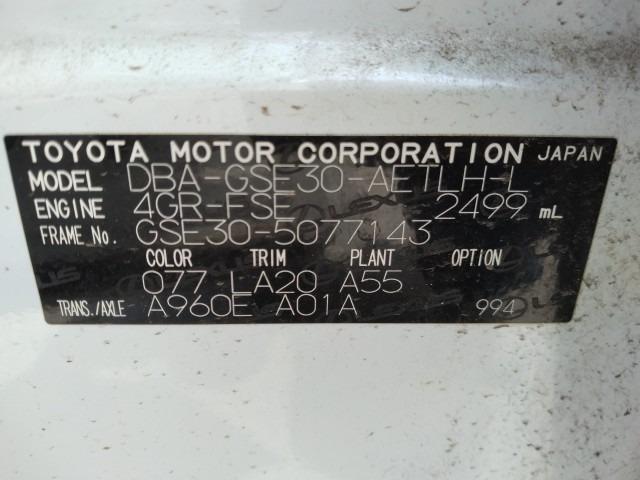 TOYOTA MOTOR CORPORATION JAPAN
MODEL DBA-GSE30-AETLH-L
ENGINE 4GR-FSE 2499 mL
FRAME No. GSE30-5077143
COLOR TRIM PLANT OPTION
077 LA20 A55
TRANS./AXLE A960E A01A 994